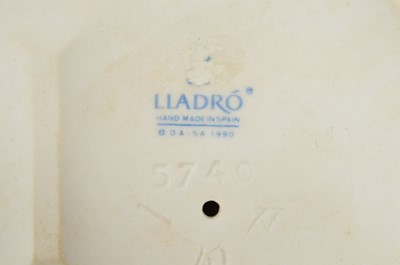 LLADRÓ®
HAND MADE IN SPAIN
© DAISA 1990
5740